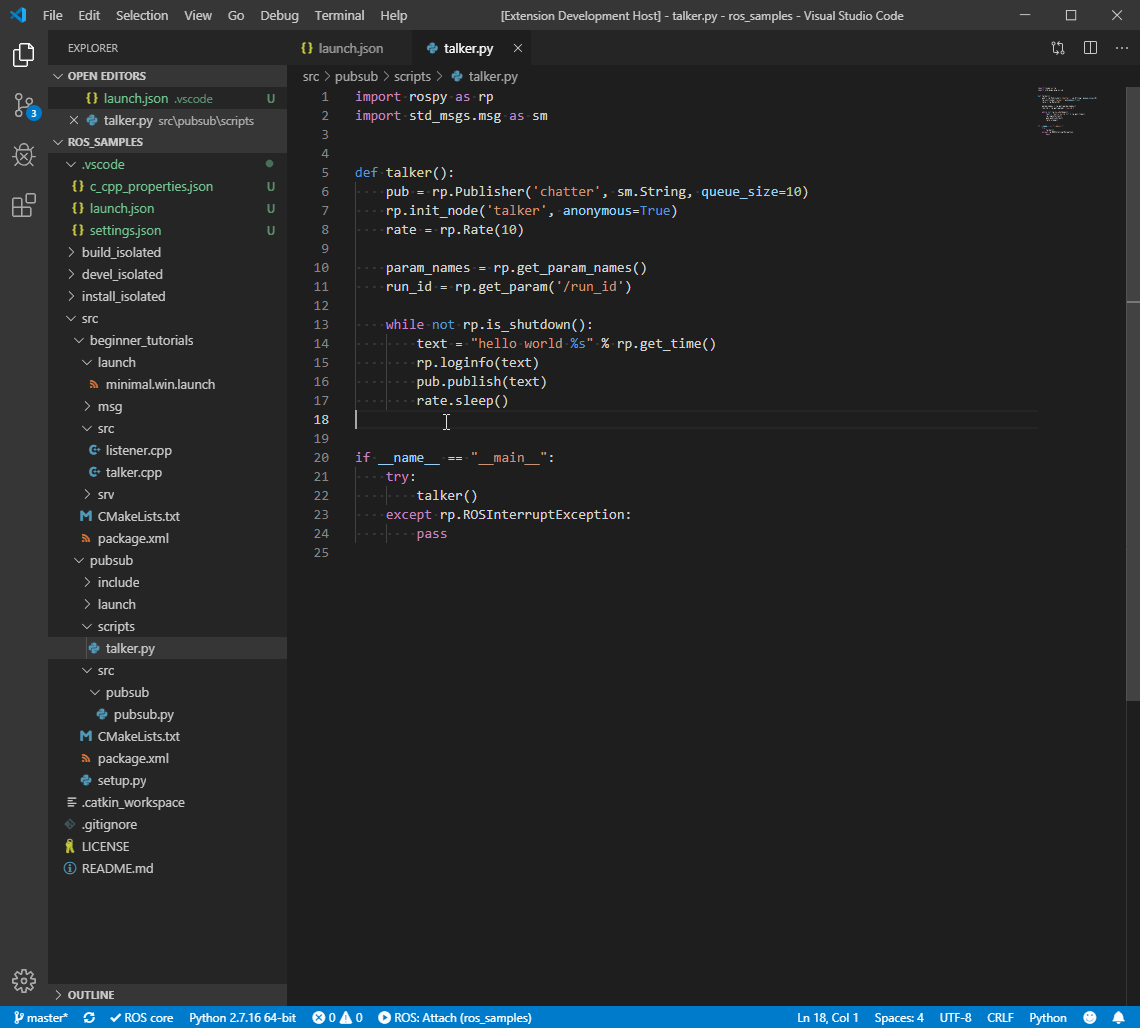 File Edit Selection View Go Debug Terminal Help [Extension Development Host] - talker.py - ros_samples - Visual Studio Code
EXPLORER
OPEN EDITORS
{} launch.json .vscode U
talker.py src\pubsub\scripts
ROS_SAMPLES
.vscode
{} c_cpp_properties.json U
{} launch.json U
{} settings.json U
build_isolated
devel_isolated
install_isolated
src
beginner_tutorials
launch
minimal.win.launch
msg
src
listener.cpp
talker.cpp
srv
CMakeLists.txt
package.xml
pubsub
include
launch
scripts
talker.py
src
pubsub
pubsub.py
CMakeLists.txt
package.xml
setup.py
.catkin_workspace
.gitignore
LICENSE
README.md
OUTLINE
3
{} launch.json talker.py
src > pubsub > scripts > talker.py
1 import rospy as rp
2 import std_msgs.msg as sm
3
4
5 def talker():
6     pub = rp.Publisher('chatter', sm.String, queue_size=10)
7     rp.init_node('talker', anonymous=True)
8     rate = rp.Rate(10)
9
10     param_names = rp.get_param_names()
11     run_id = rp.get_param('/run_id')
12
13     while not rp.is_shutdown():
14         text = "hello world %s" % rp.get_time()
15         rp.loginfo(text)
16         pub.publish(text)
17         rate.sleep()
18
19
20 if __name__ == "__main__":
21     try:
22         talker()
23     except rp.ROSInterruptException:
24         pass
25
master* ROS core Python 2.7.16 64-bit 0 0 ROS: Attach (ros_samples) Ln 18, Col 1 Spaces: 4 UTF-8 CRLF Python